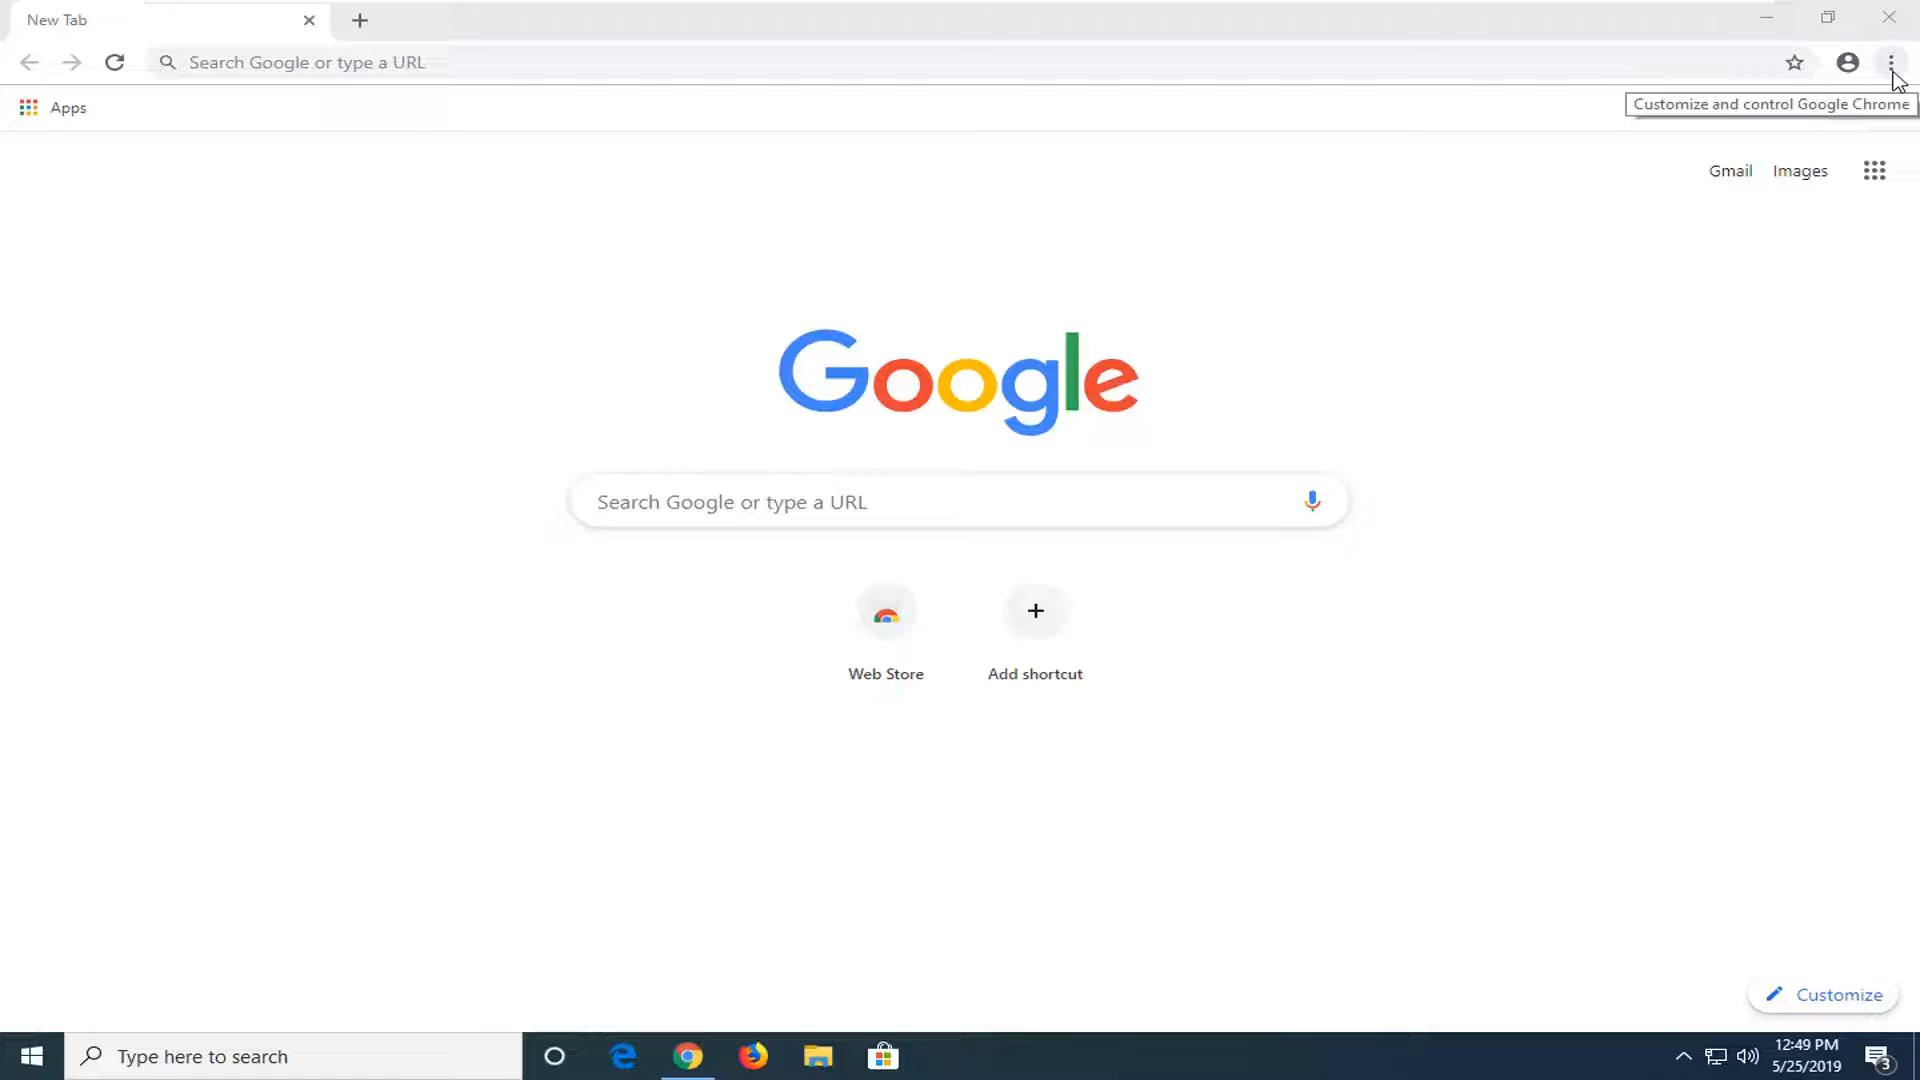 New Tab
Search Google or type a URL
Apps
Customize and control Google Chrome
Gmail Images
Google
Search Google or type a URL
Web Store Add shortcut
Customize
Type here to search
12:49 PM
5/25/2019
3